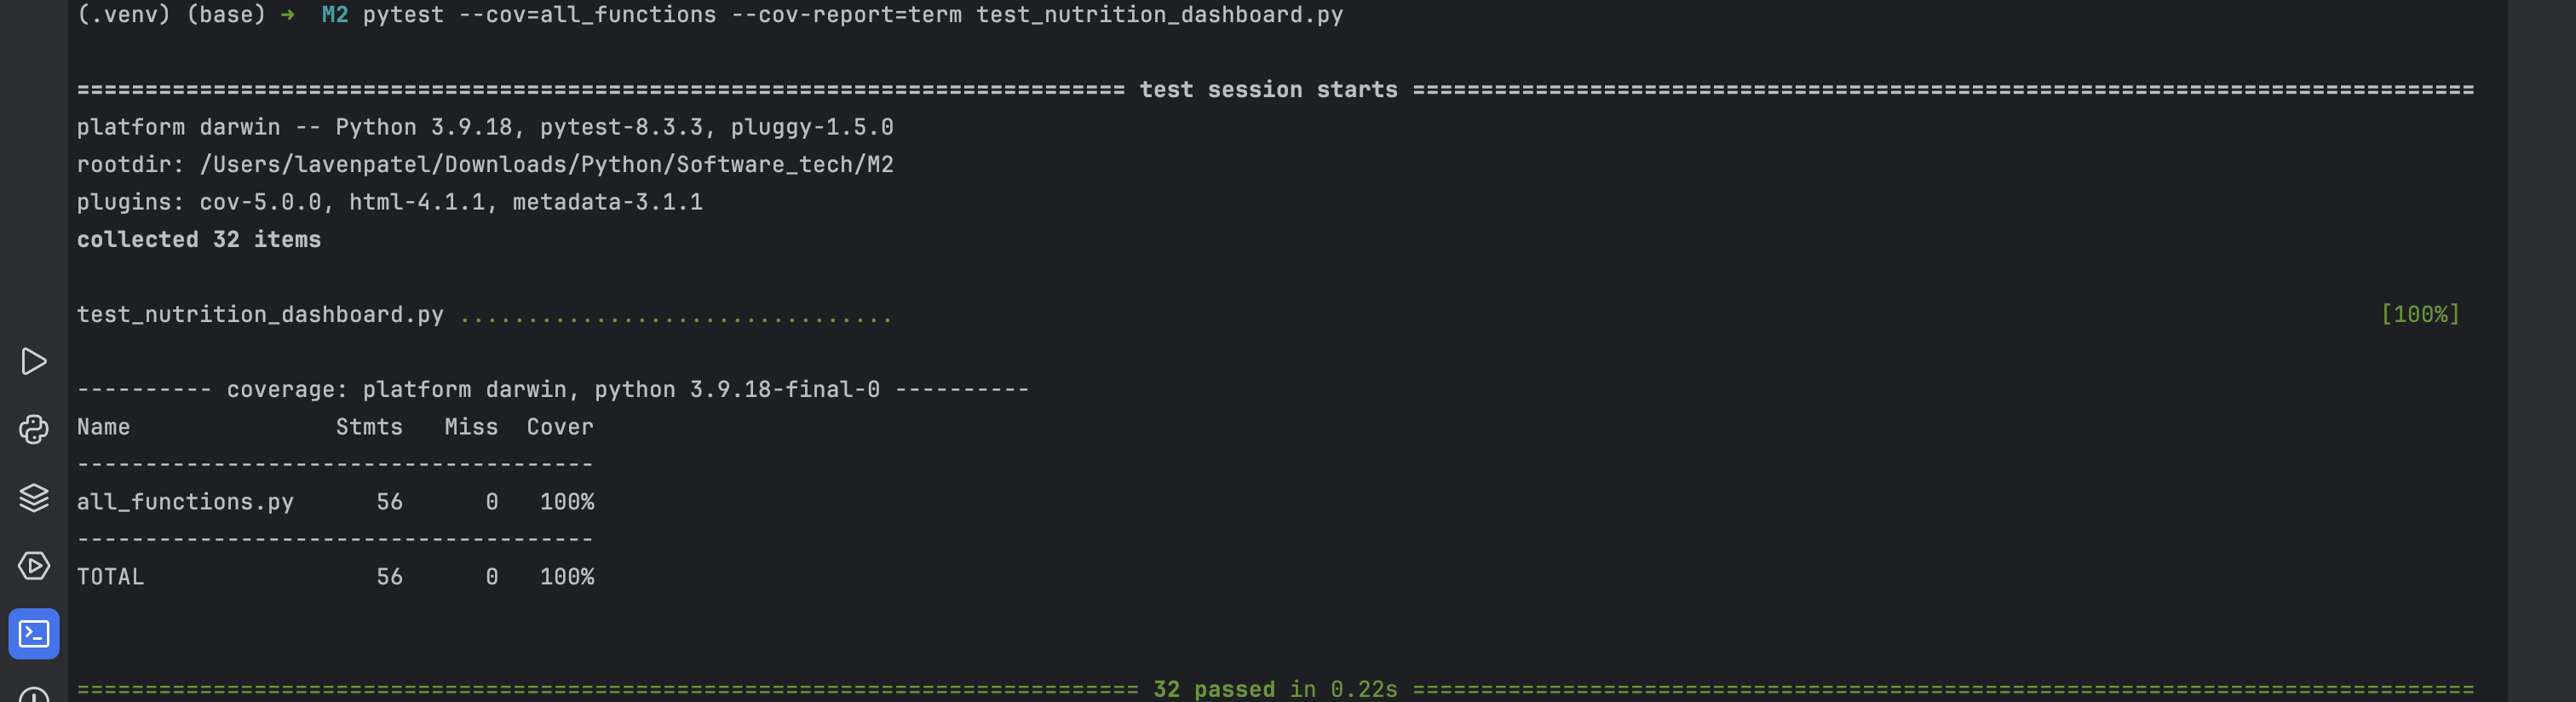 (.venv) (base) → M2 pytest --cov=all_functions --cov-report=term test_nutrition_dashboard.py
============================================================================= test session starts ==============================================================================
platform darwin -- Python 3.9.18, pytest-8.3.3, pluggy-1.5.0
rootdir: /Users/lavenpatel/Downloads/Python/Software_tech/M2
plugins: cov-5.0.0, html-4.1.1, metadata-3.1.1
collected 32 items
test_nutrition_dashboard.py ................................ [100%]
---------- coverage: platform darwin, python 3.9.18-final-0 ----------
Name               Stmts   Miss  Cover
--------------------------------------
all_functions.py      56      0   100%
--------------------------------------
TOTAL                 56      0   100%
============================================================================== 32 passed in 0.22s ==============================================================================